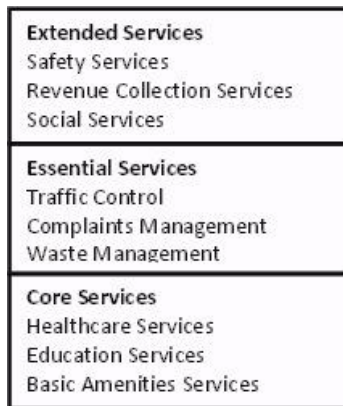 Extended Services
Safety Services
Revenue Collection Services
Social Services
Essential Services
Traffic Control
Complaints Management
Waste Management
Core Services
Healthcare Services
Education Services
Basic Amenities Services